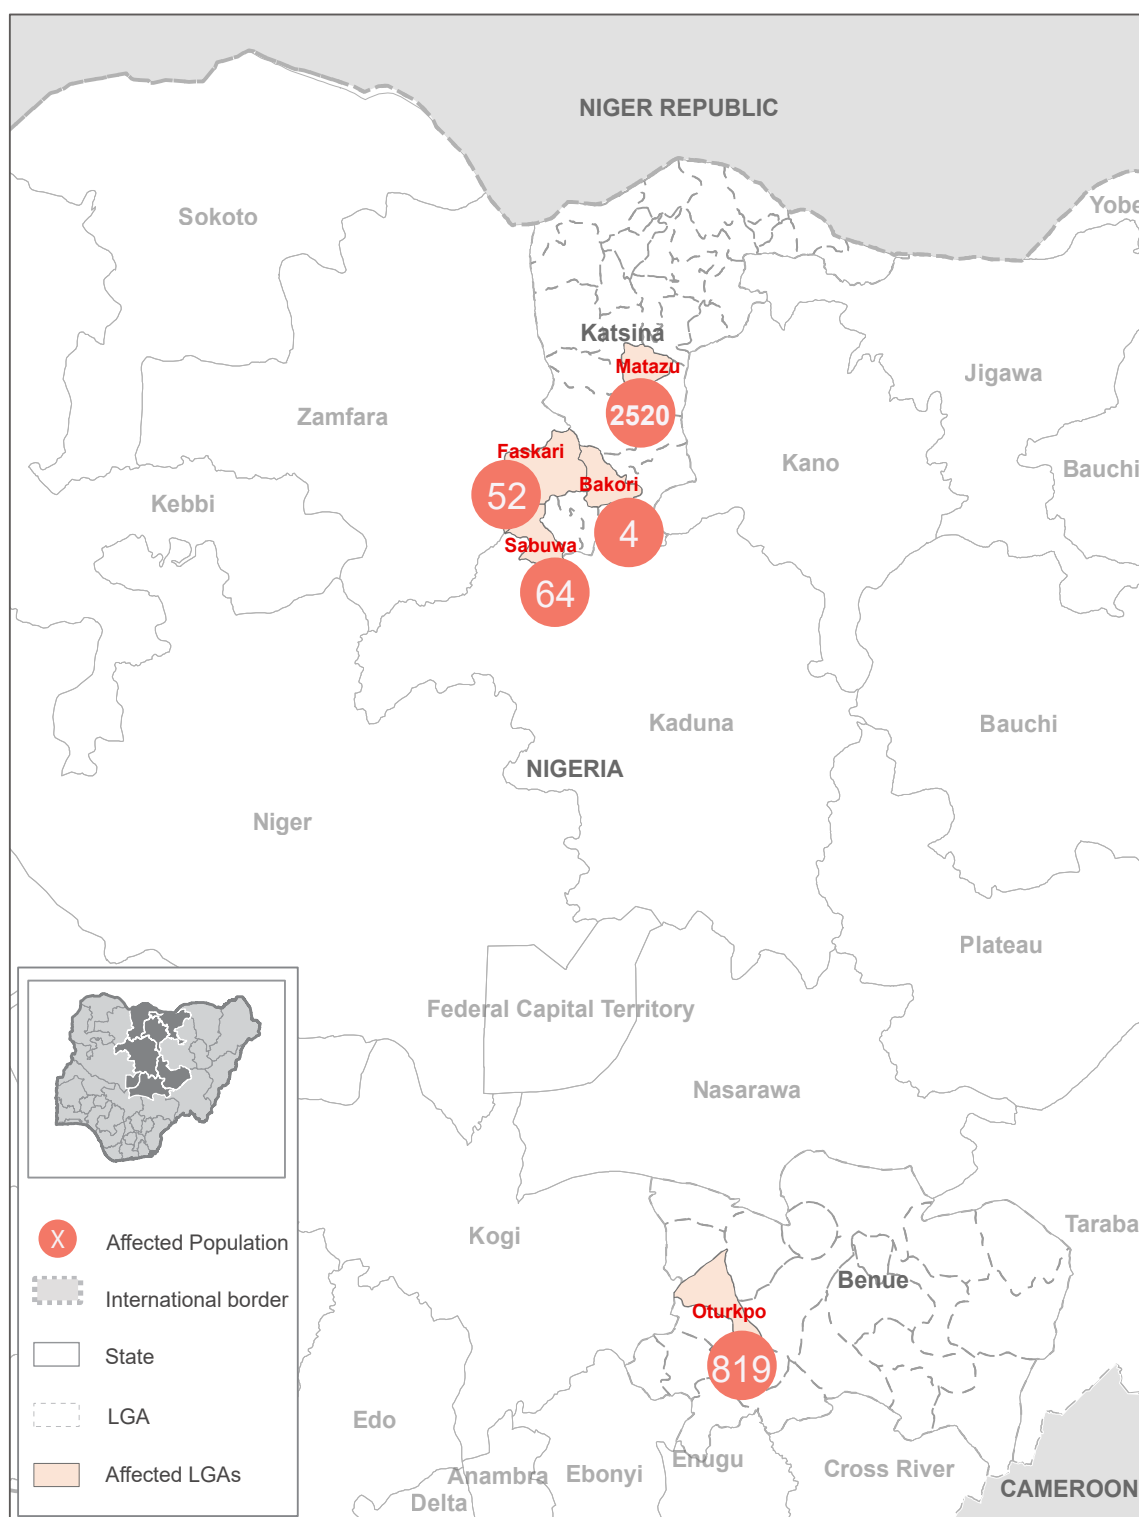 NIGER REPUBLIC
Sokoto
Yobe
Katsina
Matazu
Jigawa
2520
Zamfara
Faskari
Kano
Bauchi
Bakori
Kebbi
52
4
Sabuwa
64
Kaduna
Bauchi
NIGERIA
Niger
Plateau
Federal Capital Territory
Nasarawa
Kogi
Taraba
Benue
Oturkpo
819
Edo
Enugu
Anambra
Ebonyi
Cross River
Delta
CAMEROON
X
Affected Population
International border
State
LGA
Affected LGAs